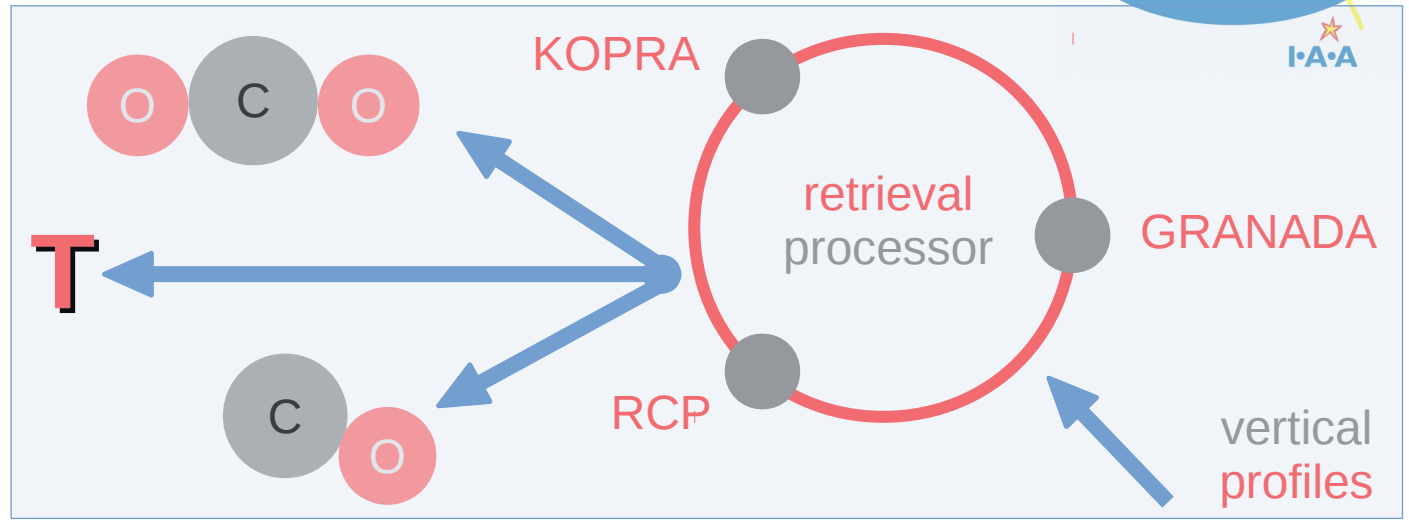 KOPRA
I•A•A
O C O
retrieval
processor
GRANADA
T
RCP
C
O
vertical
profiles